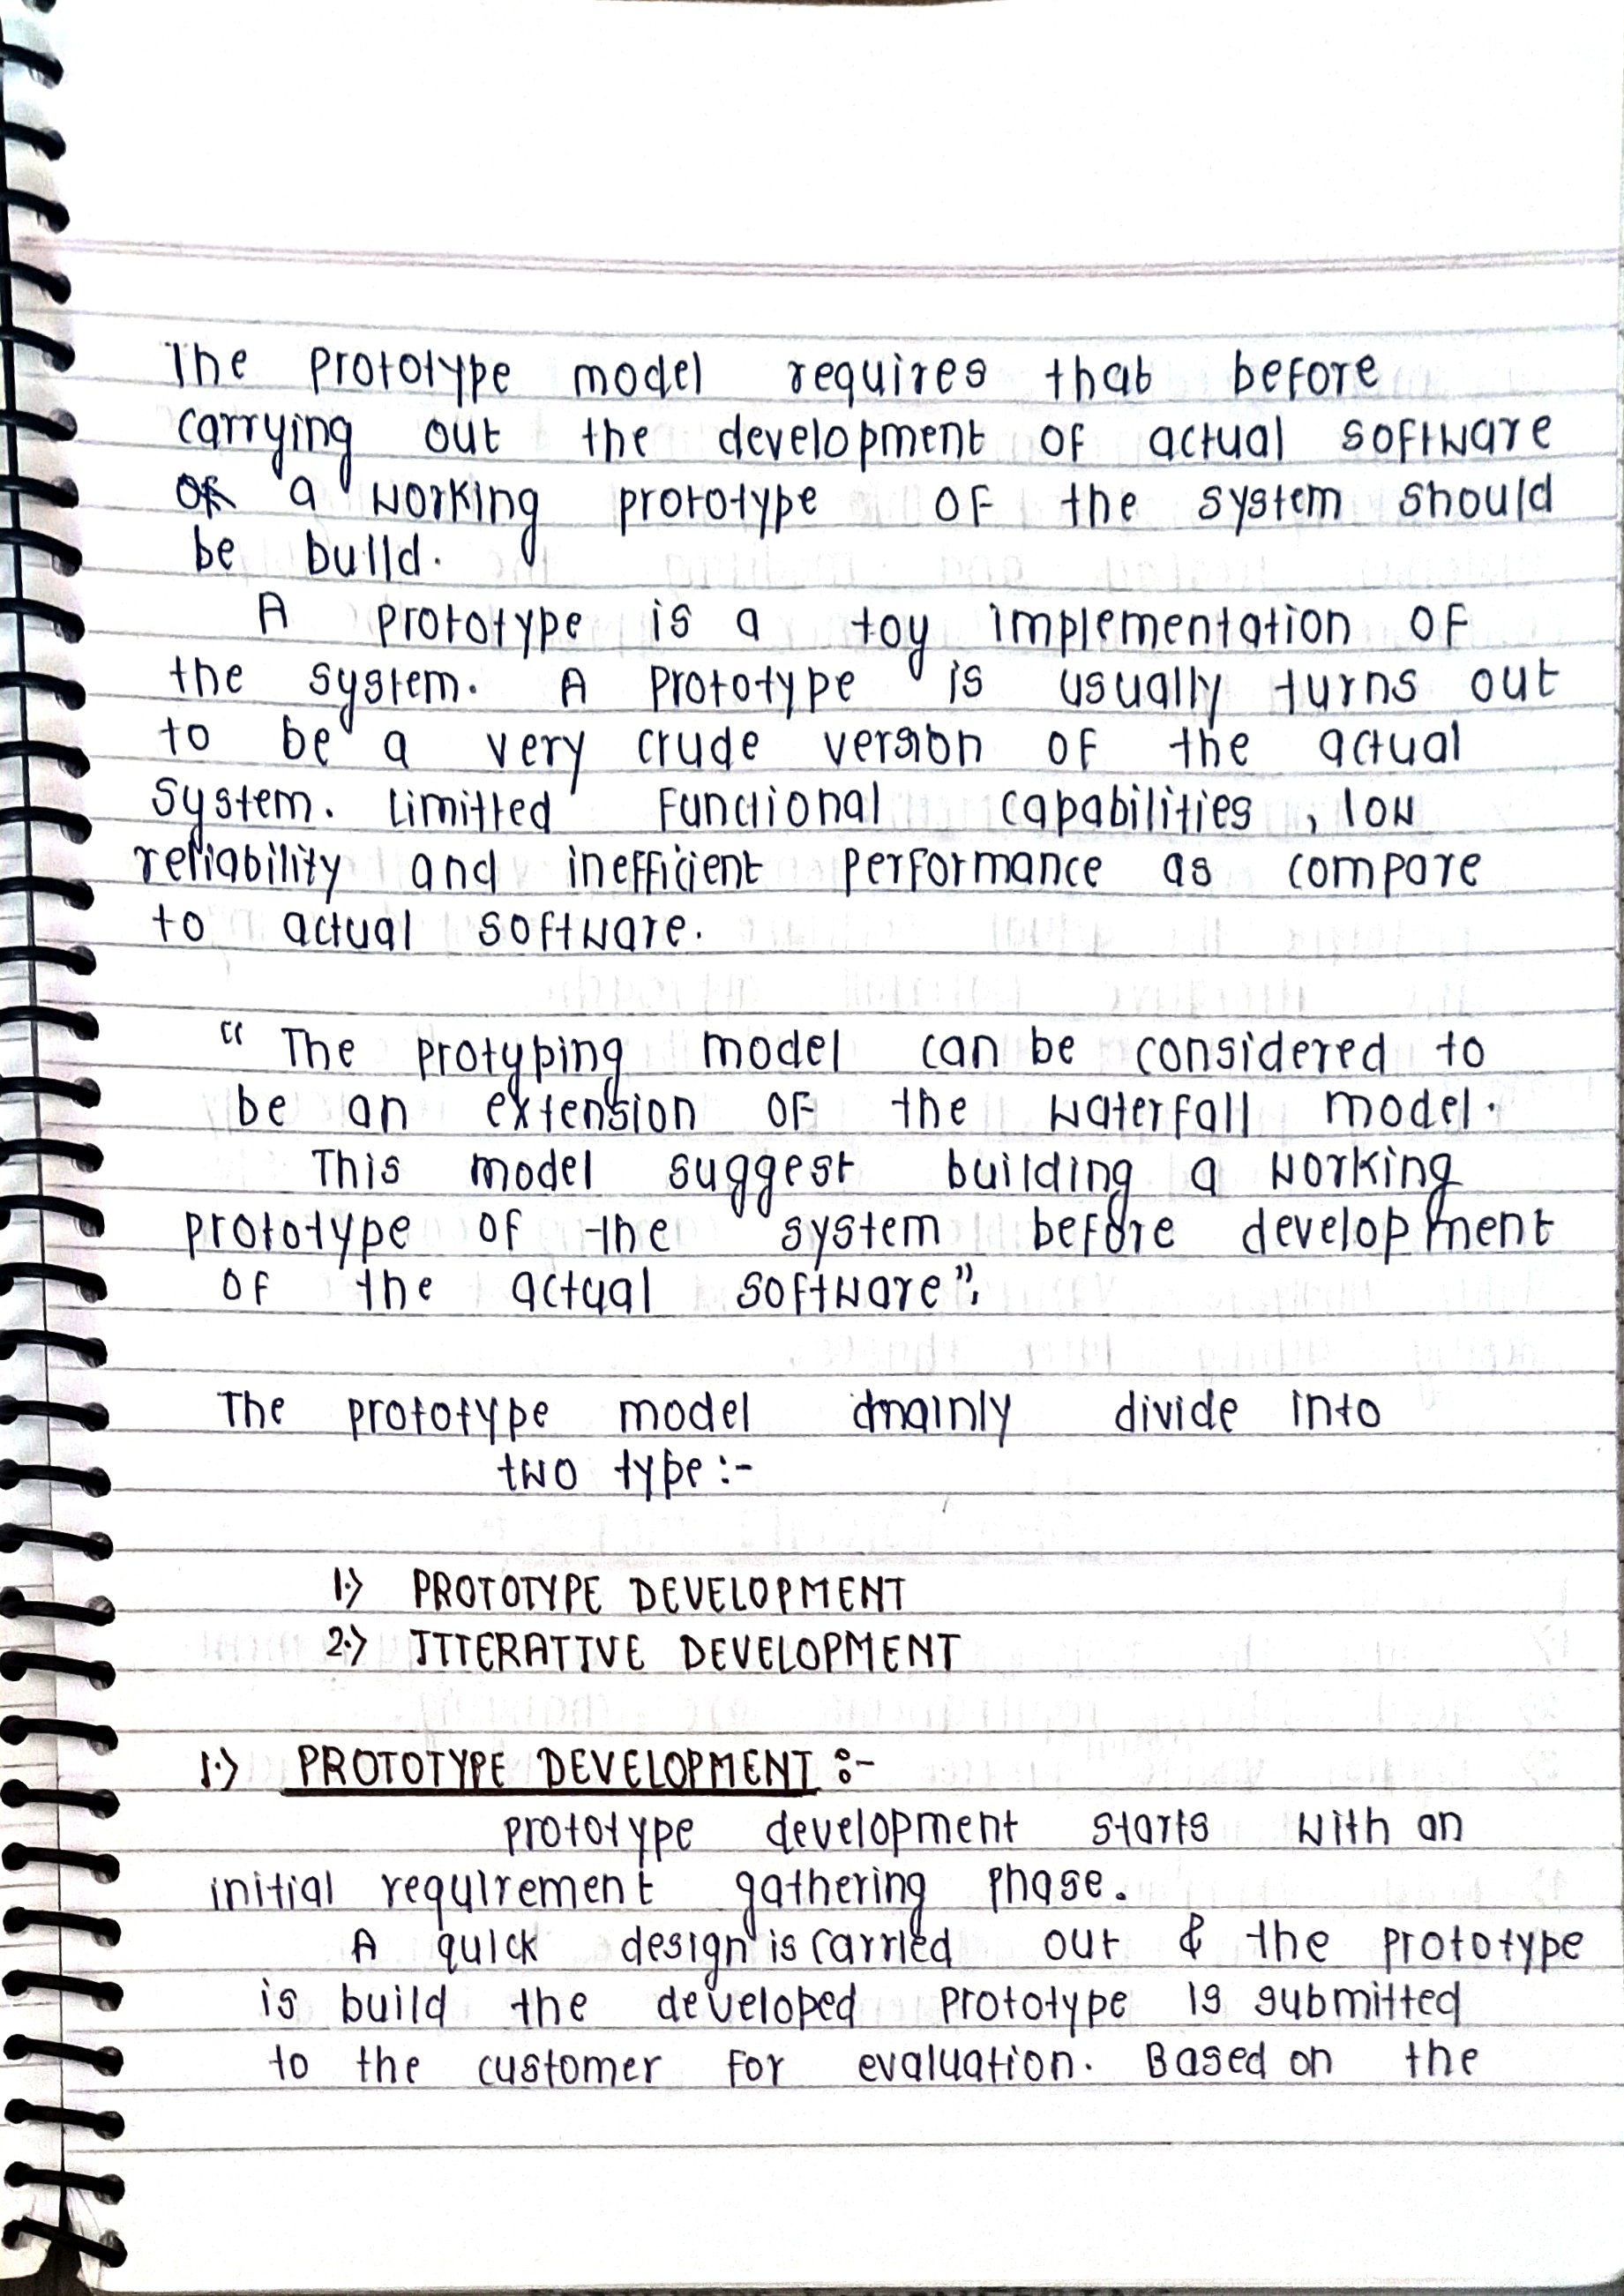 The prototype model requires that before
carrying out the development of actual software
a working prototype of the system should
be build.
A prototype is a toy implementation of
the system. A prototype is usually turns out
to be a very crude version of the actual
system. Limitted functional capabilities, low
reliability and inefficient performance as compare
to actual software.
“ The protyping model can be considered to
be an extension of the waterfall model.
This model suggest building a working
prototype of the system before development
of the actual software”.
The prototype model mainly divide into
two type :-
1.> PROTOTYPE DEVELOPMENT
2.> ITTERATIVE DEVELOPMENT
1.> PROTOTYPE DEVELOPMENT :-
prototype development starts with an
initial requirement gathering phase.
A quick design is carried out & the prototype
is build the developed prototype is submitted
to the customer for evaluation. Based on the